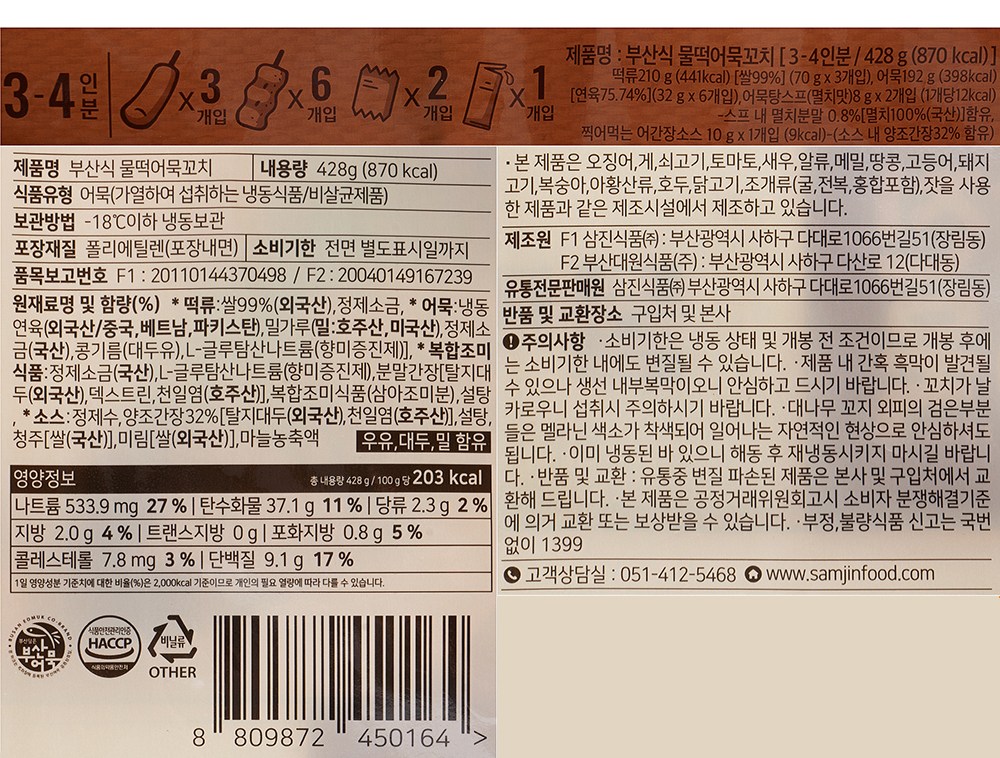 3-4인분
x3개입
x6개입
x2개입
x1개입
제품명 : 부산식 물떡어묵꼬치 [ 3-4인분 / 428 g (870 kcal) ]
떡류210 g (441kcal) [쌀99%] (70 g x 3개입), 어묵192 g (398kcal)
[연육75.74%](32 g x 6개입), 어묵탕스프(멸치맛)8 g x 2개입 (1개당12kcal)
-스프 내 멸치분말 0.8%[멸치100%(국산)]함유,
찍어먹는 어간장소스 10 g x 1개입 (9kcal)-(소스 내 양조간장32% 함유)
제품명 부산식 물떡어묵꼬치 내용량 428g (870 kcal)
식품유형 어묵(가열하여 섭취하는 냉동식품/비살균제품)
보관방법 -18℃이하 냉동보관
포장재질 폴리에틸렌(포장내면) 소비기한 전면 별도표시일까지
품목보고번호 F1 : 20110144370498 / F2 : 20040149167239
원재료명 및 함량(%) * 떡류:쌀99%(외국산),정제소금, * 어묵:냉동
연육(외국산/중국,베트남,파키스탄),밀가루(밀:호주산,미국산),정제소
금(국산),콩기름(대두유),L-글루탐산나트륨(향미증진제)], * 복합조미
식품:정제소금(국산),L-글루탐산나트륨(향미증진제),분말간장[탈지대
두(외국산),덱스트린,천일염(호주산)],복합조미식품(삼아조미분),설탕
, * 소스:정제수,양조간장32%[탈지대두(외국산),천일염(호주산)],설탕,
청주[쌀(국산)],미림[쌀(외국산)],마늘농축액 우유,대두,밀 함유
영양정보 총 내용량 428 g / 100 g 당 203 kcal
나트륨 533.9 mg 27 % | 탄수화물 37.1 g 11 % | 당류 2.3 g 2 %
지방 2.0 g 4 % | 트랜스지방 0 g | 포화지방 0.8 g 5 %
콜레스테롤 7.8 mg 3 % | 단백질 9.1 g 17 %
1일 영양성분 기준치에 대한 비율(%)은 2,000kcal 기준이므로 개인의 필요 열량에 따라 다를 수 있습니다.
BUSAN EOMUK CO-BRAND
부산어묵
식품안전관리인증
HACCP
식품의약품안전처
비닐류
OTHER
8 809872 450164 >
· 본 제품은 오징어,게,쇠고기,토마토,새우,알류,메밀,땅콩,고등어,돼지
고기,복숭아,아황산류,호두,닭고기,조개류(굴,전복,홍합포함),잣을 사용
한 제품과 같은 제조시설에서 제조하고 있습니다.
제조원 F1 삼진식품㈜ : 부산광역시 사하구 다대로1066번길51(장림동)
F2 부산대원식품(주) : 부산광역시 사하구 다산로 12(다대동)
유통전문판매원 삼진식품㈜ 부산광역시 사하구 다대로1066번길51(장림동)
반품 및 교환장소 구입처 및 본사
주의사항 ·소비기한은 냉동 상태 및 개봉 전 조건이므로 개봉 후에
는 소비기한 내에도 변질될 수 있습니다. ·제품 내 간혹 흑막이 발견될
수 있으나 생선 내부복막이오니 안심하고 드시기 바랍니다. ·꼬치가 날
카로우니 섭취시 주의하시기 바랍니다. ·대나무 꼬지 외피의 검은부분
들은 멜라닌 색소가 착색되어 일어나는 자연적인 현상으로 안심하셔도
됩니다. ·이미 냉동된 바 있으니 해동 후 재냉동시키지 마시길 바랍니
다. ·반품 및 교환 : 유통중 변질 파손된 제품은 본사 및 구입처에서 교
환해 드립니다. ·본 제품은 공정거래위원회고시 소비자 분쟁해결기준
에 의거 교환 또는 보상받을 수 있습니다. ·부정,불량식품 신고는 국번
없이 1399
고객상담실 : 051-412-5468 www.samjinfood.com